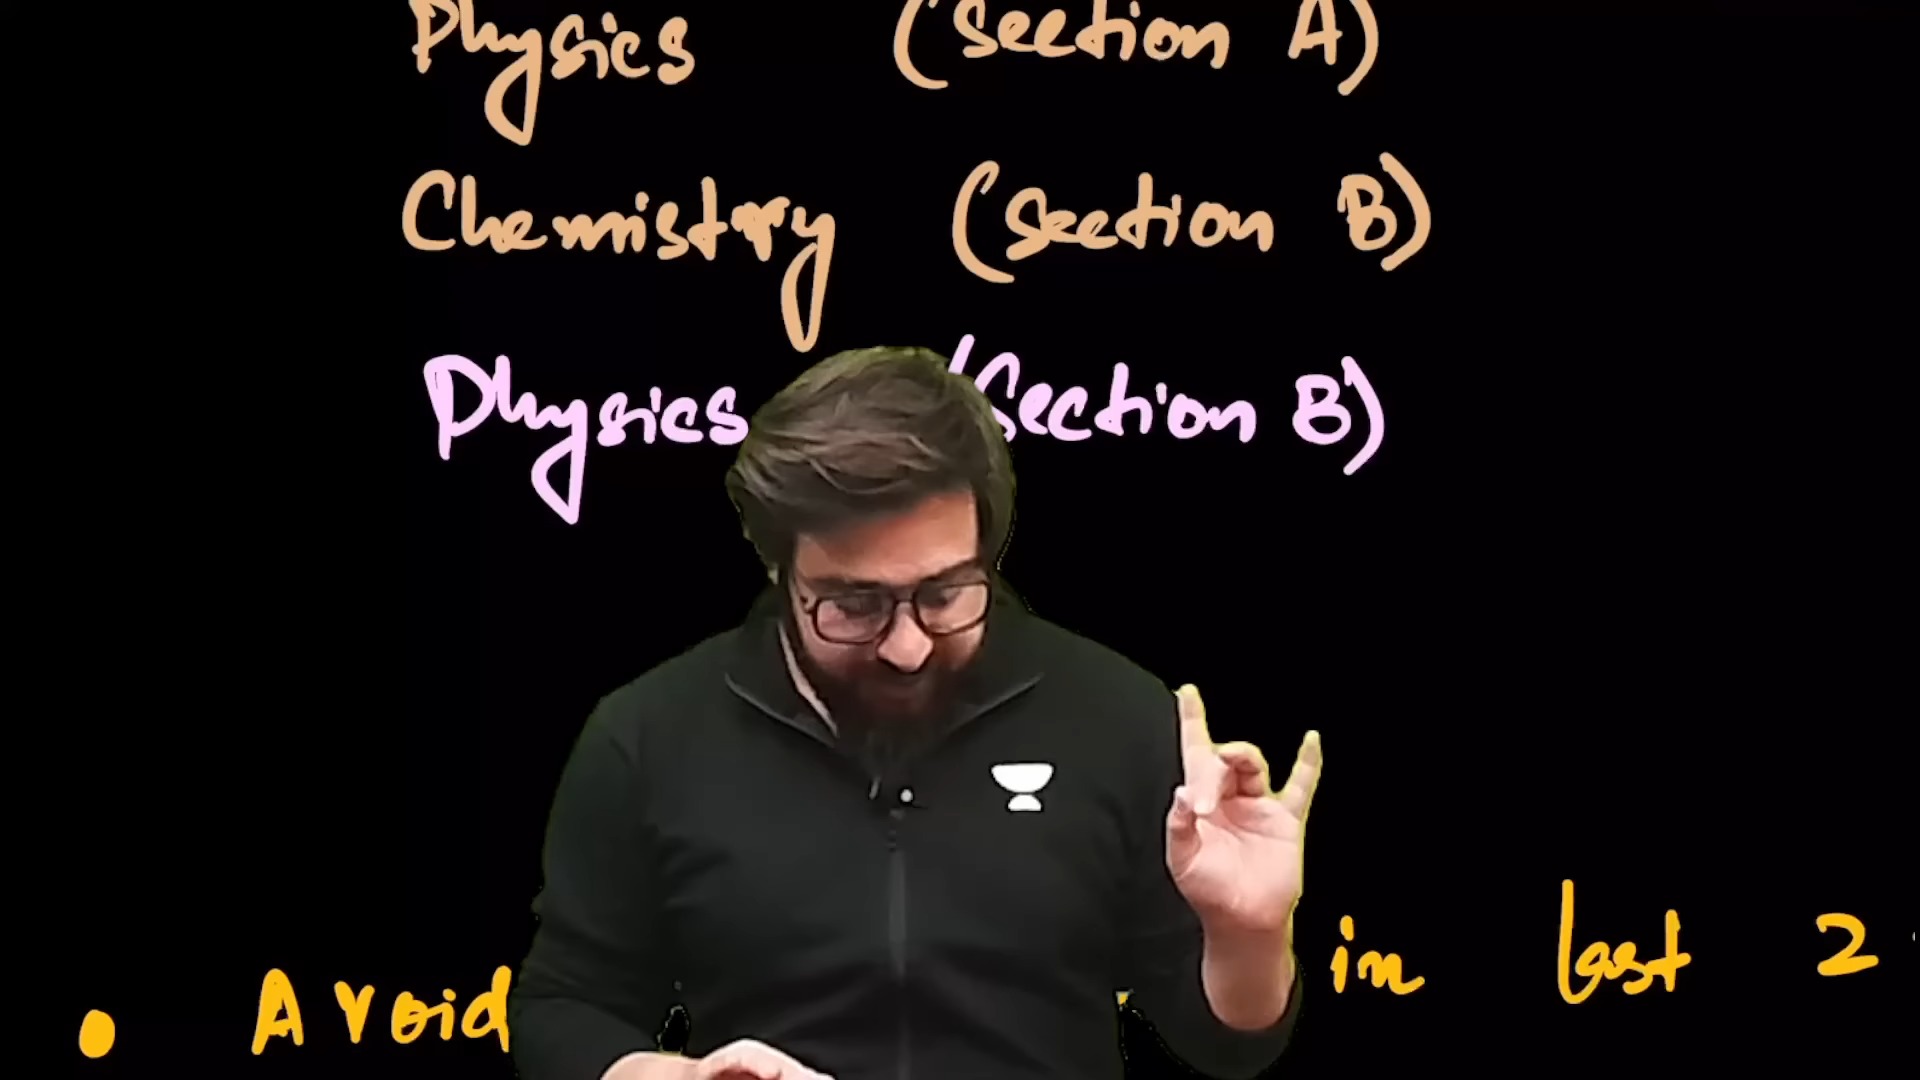 Physics (Section A)
Chemistry (Section B)
Physics (Section B)
• Avoid in last 2